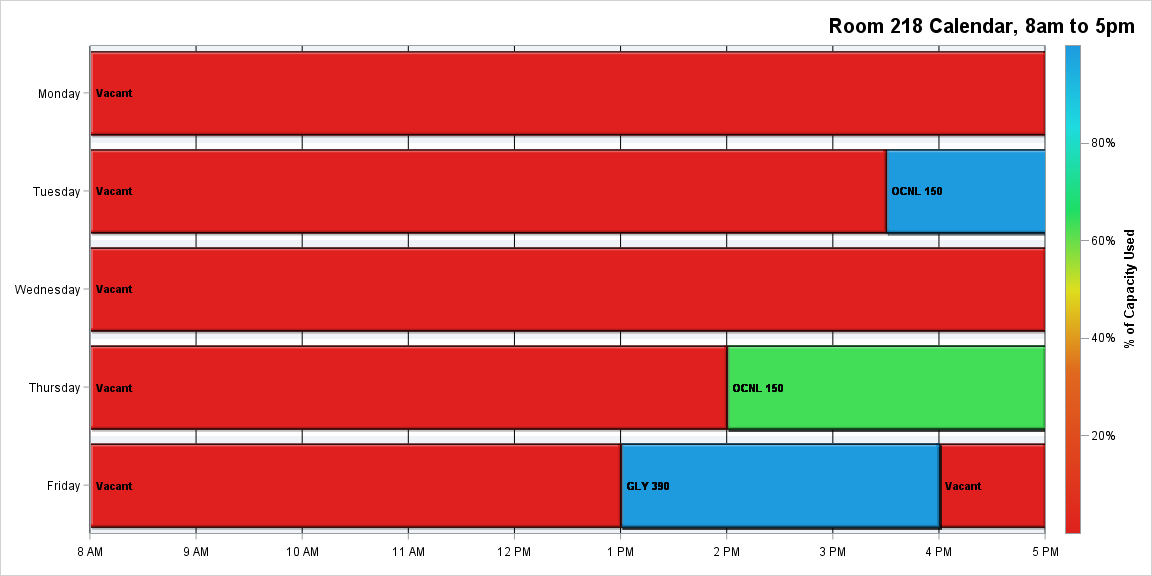 Room 218 Calendar, 8am to 5pm
Monday
Vacant
80%
Tuesday
Vacant
OCNL 150
60%
Wednesday
Vacant
% of Capacity Used
40%
Thursday
Vacant
OCNL 150
20%
Friday
Vacant
GLY 390
Vacant
8 AM 9 AM 10 AM 11 AM 12 PM 1 PM 2 PM 3 PM 4 PM 5 PM